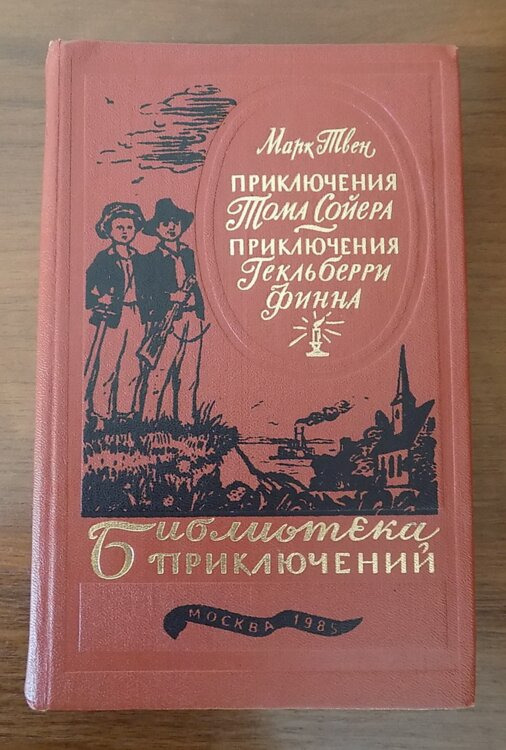 Марк Твен
ПРИКЛЮЧЕНИЯ
Тома Сойера
ПРИКЛЮЧЕНИЯ
Гекльберри
Финна
Библиотека
ПРИКЛЮЧЕНИЙ
МОСКВА 1985